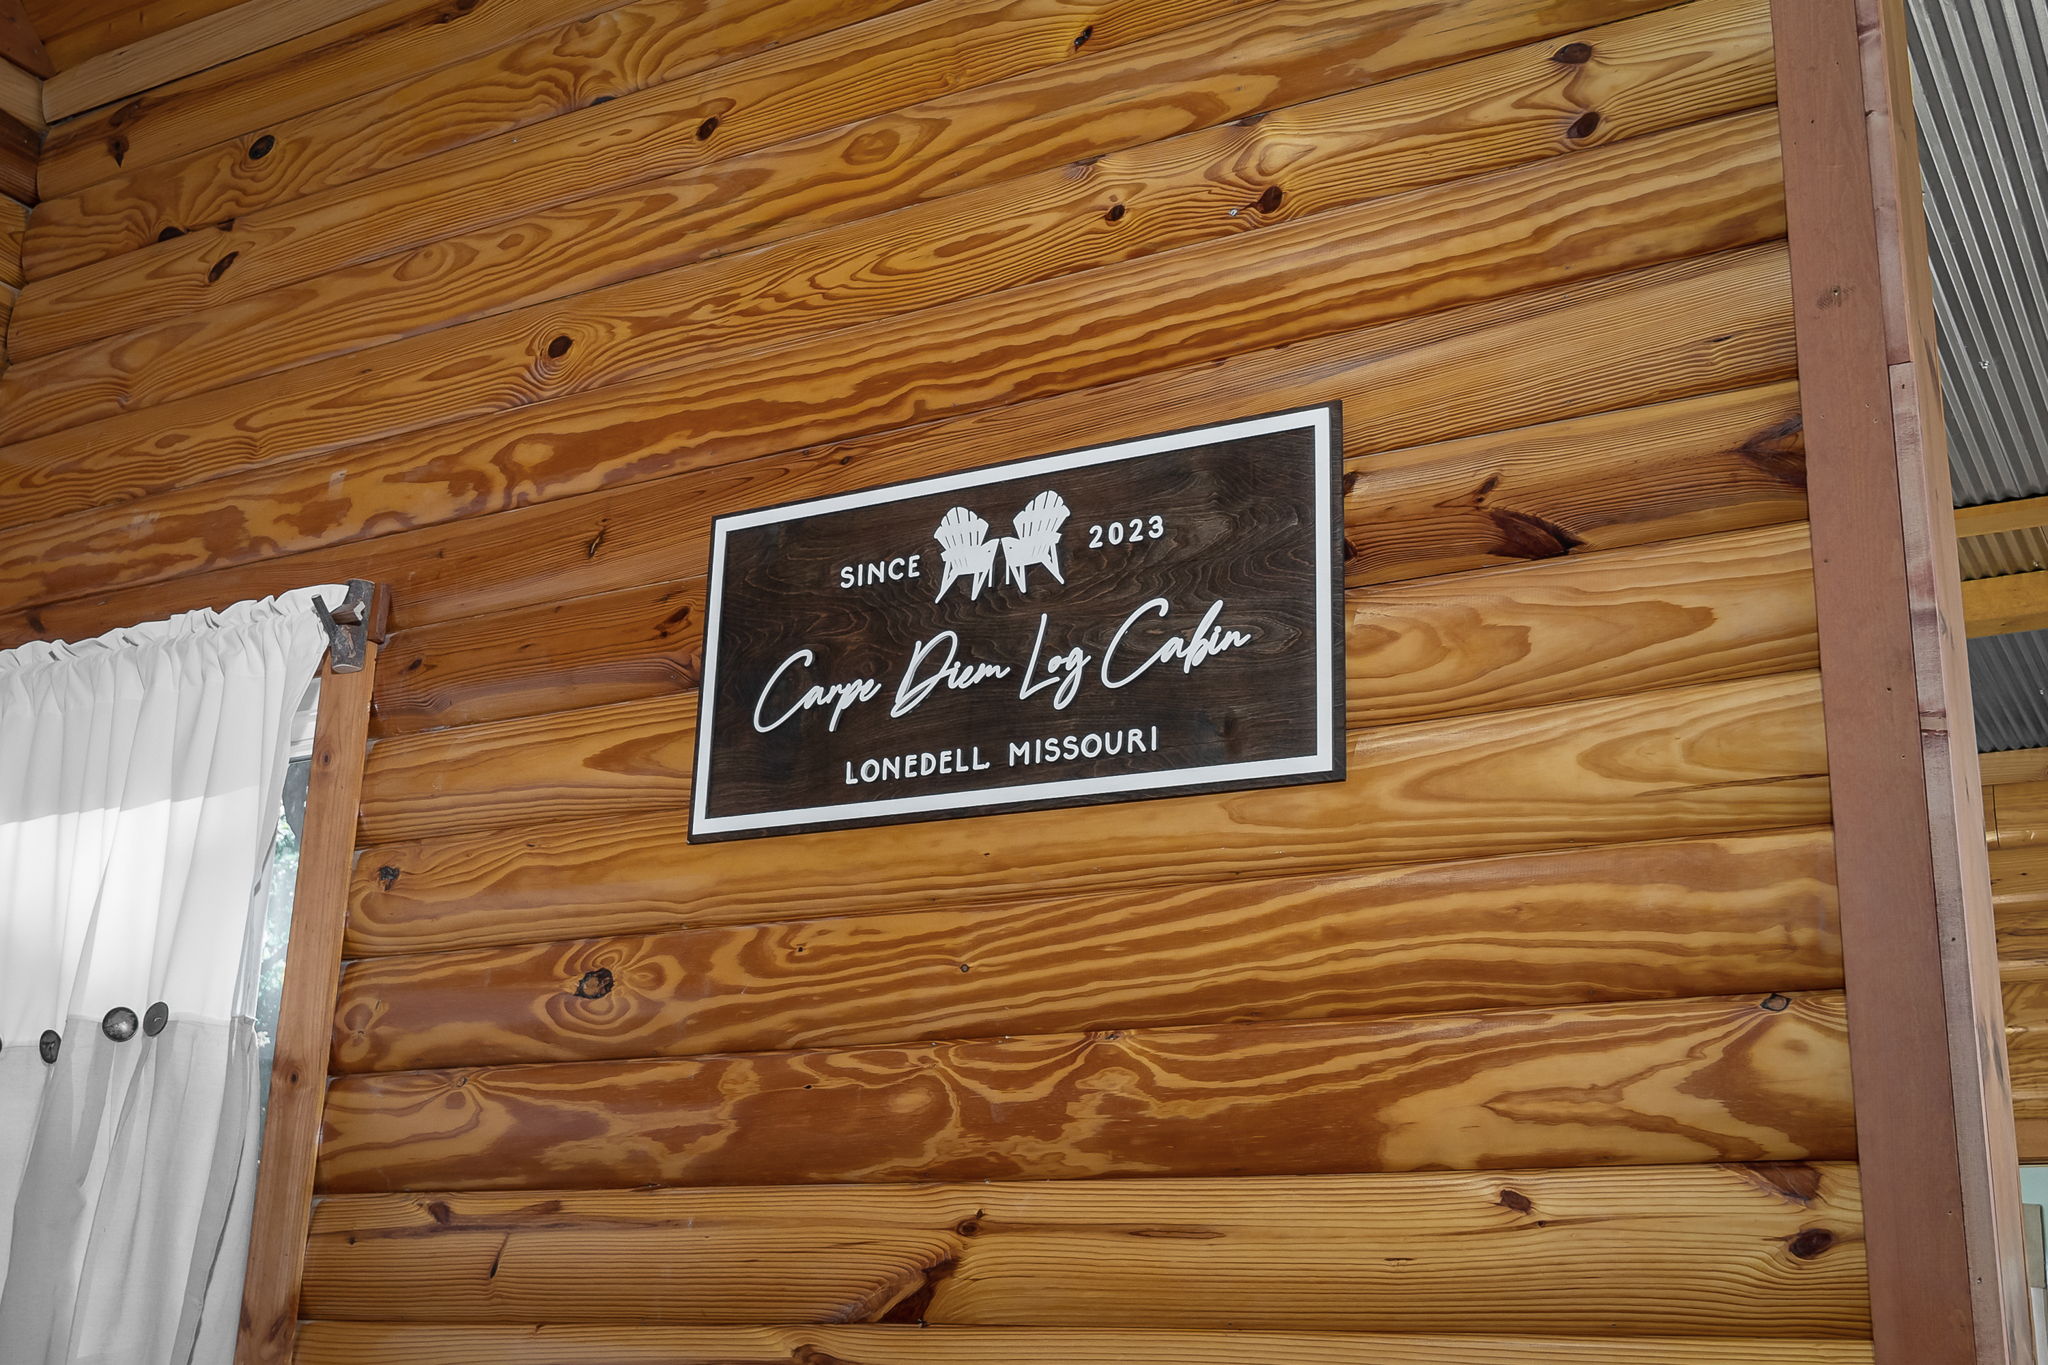 SINCE 2023
Carpe Diem Log Cabin
LONEDELL, MISSOURI